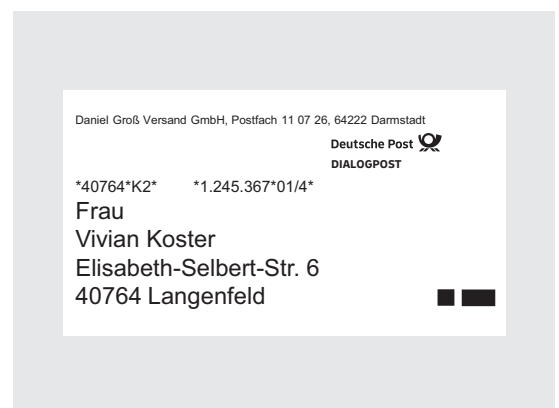 Daniel Groß Versand GmbH, Postfach 11 07 26, 64222 Darmstadt
Deutsche Post
DIALOGPOST
*40764*K2* *1.245.367*01/4*
Frau
Vivian Koster
Elisabeth-Selbert-Str. 6
40764 Langenfeld